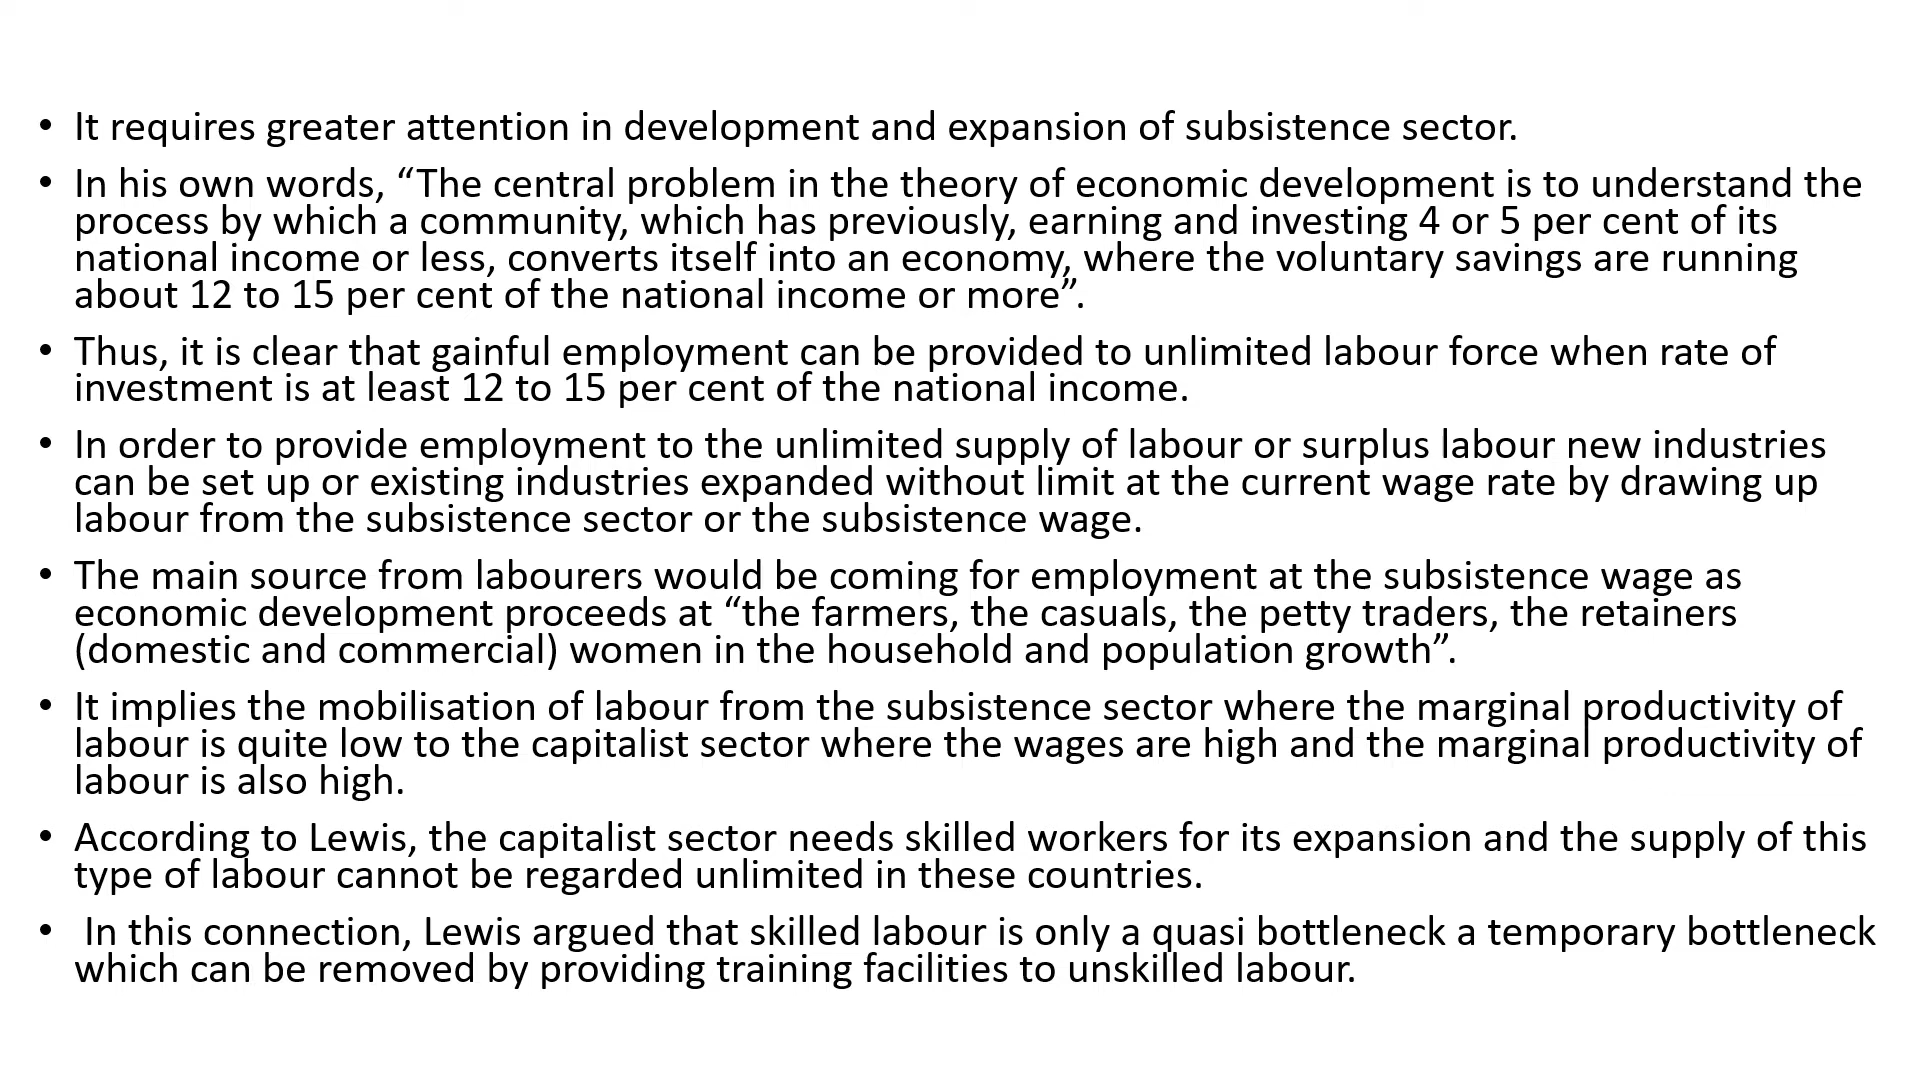 • It requires greater attention in development and expansion of subsistence sector.
• In his own words, “The central problem in the theory of economic development is to understand the
process by which a community, which has previously, earning and investing 4 or 5 per cent of its
national income or less, converts itself into an economy, where the voluntary savings are running
about 12 to 15 per cent of the national income or more”.
• Thus, it is clear that gainful employment can be provided to unlimited labour force when rate of
investment is at least 12 to 15 per cent of the national income.
• In order to provide employment to the unlimited supply of labour or surplus labour new industries
can be set up or existing industries expanded without limit at the current wage rate by drawing up
labour from the subsistence sector or the subsistence wage.
• The main source from labourers would be coming for employment at the subsistence wage as
economic development proceeds at “the farmers, the casuals, the petty traders, the retainers
(domestic and commercial) women in the household and population growth”.
• It implies the mobilisation of labour from the subsistence sector where the marginal productivity of
labour is quite low to the capitalist sector where the wages are high and the marginal productivity of
labour is also high.
• According to Lewis, the capitalist sector needs skilled workers for its expansion and the supply of this
type of labour cannot be regarded unlimited in these countries.
• In this connection, Lewis argued that skilled labour is only a quasi bottleneck a temporary bottleneck
which can be removed by providing training facilities to unskilled labour.